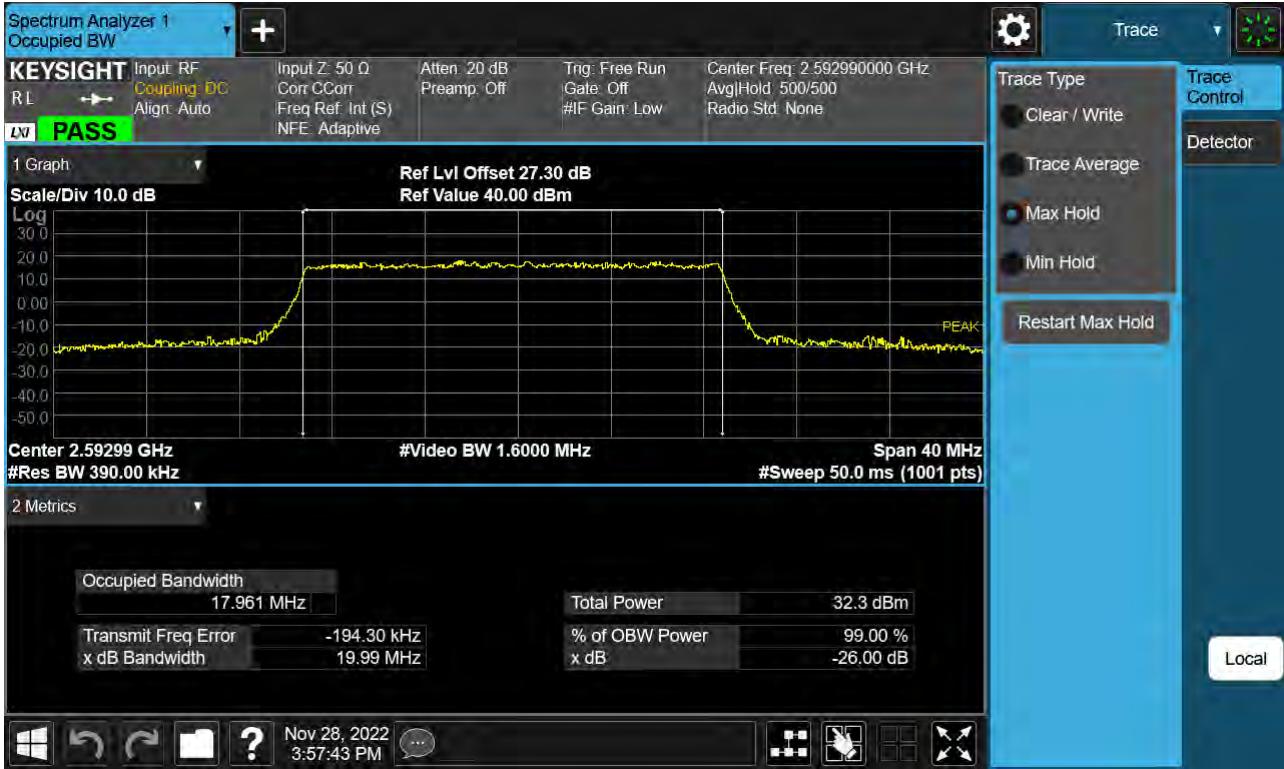 Spectrum Analyzer 1
Occupied BW
Trace
KEYSIGHT
R L
LXI PASS
Input: RF
Coupling: DC
Align: Auto
Input Z: 50 Ω
Corr CCorr
Freq Ref: Int (S)
NFE: Adaptive
Atten: 20 dB
Preamp: Off
Trig: Free Run
Gate: Off
#IF Gain: Low
Center Freq: 2.592990000 GHz
Avg|Hold: 500/500
Radio Std: None
1 Graph
Scale/Div 10.0 dB
Ref Lvl Offset 27.30 dB
Ref Value 40.00 dBm
Log
30.0
20.0
10.0
0.00
-10.0
-20.0
-30.0
-40.0
-50.0
PEAK
Center 2.59299 GHz
#Video BW 1.6000 MHz
Span 40 MHz
#Res BW 390.00 kHz
#Sweep 50.0 ms (1001 pts)
2 Metrics
Occupied Bandwidth
17.961 MHz
Total Power 32.3 dBm
Transmit Freq Error -194.30 kHz
% of OBW Power 99.00 %
x dB Bandwidth 19.99 MHz
x dB -26.00 dB
Nov 28, 2022
3:57:43 PM
Trace Type
Clear / Write
Trace Average
Max Hold
Min Hold
Restart Max Hold
Trace
Control
Detector
Local